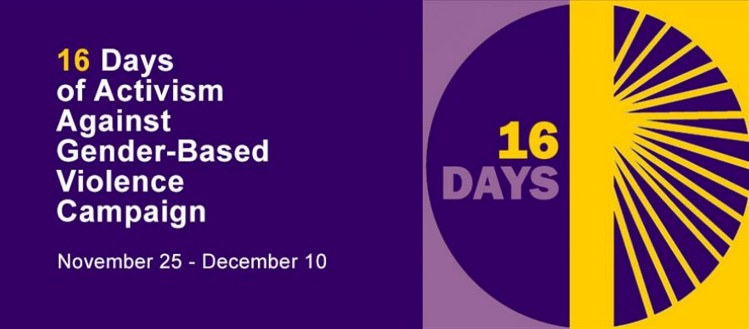 16 Days
of Activism
Against
Gender-Based
Violence
Campaign
November 25 - December 10
16
DAYS